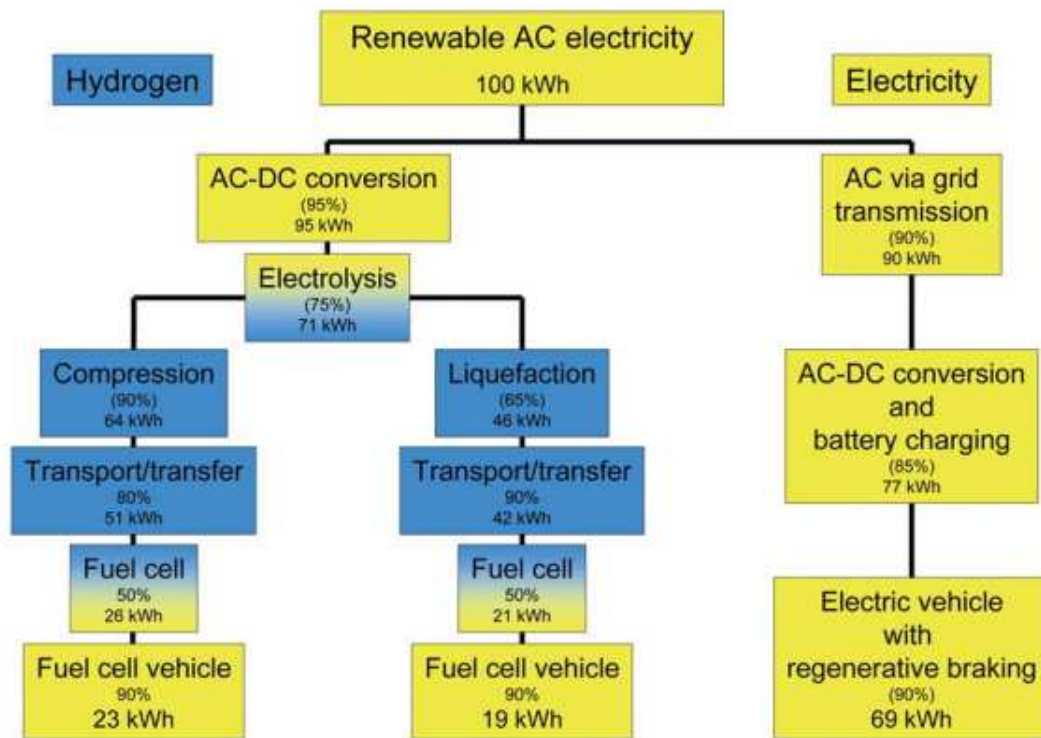 Renewable AC electricity
100 kWh
Hydrogen
Electricity
AC-DC conversion
(95%)
95 kWh
AC via grid
transmission
(90%)
90 kWh
Electrolysis
(75%)
71 kWh
Compression
(90%)
64 kWh
Liquefaction
(65%)
46 kWh
AC-DC conversion
and
battery charging
(85%)
77 kWh
Transport/transfer
80%
51 kWh
Transport/transfer
90%
42 kWh
Fuel cell
50%
26 kWh
Fuel cell
50%
21 kWh
Electric vehicle
with
regenerative braking
(90%)
69 kWh
Fuel cell vehicle
90%
23 kWh
Fuel cell vehicle
90%
19 kWh